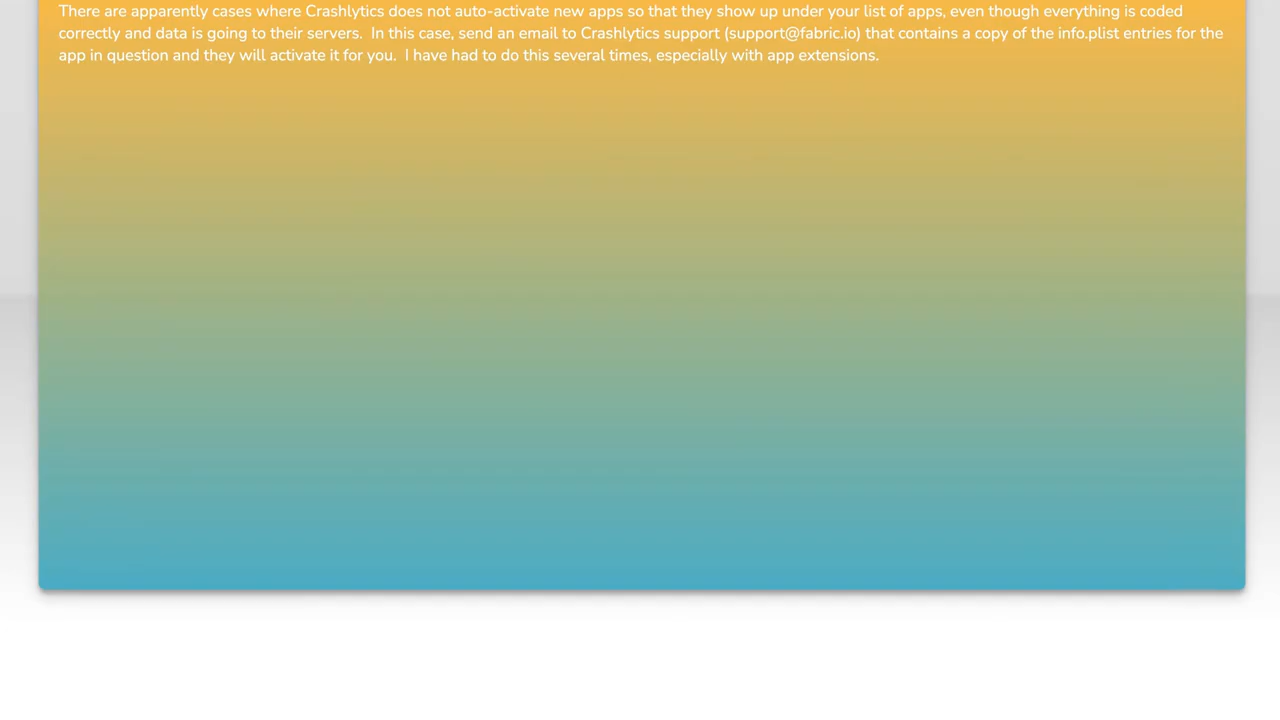 There are apparently cases where Crashlytics does not auto-activate new apps so that they show up under your list of apps, even though everything is coded
correctly and data is going to their servers.  In this case, send an email to Crashlytics support (support@fabric.io) that contains a copy of the info.plist entries for the
app in question and they will activate it for you.  I have had to do this several times, especially with app extensions.